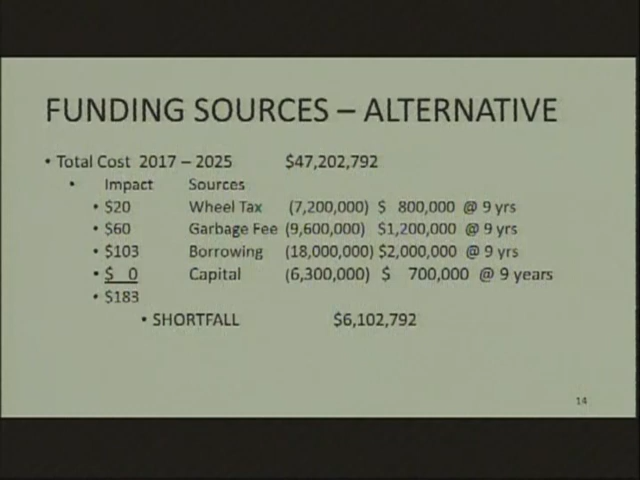 FUNDING SOURCES – ALTERNATIVE
• Total Cost 2017 – 2025 $47,202,792
• Impact Sources
• $20 Wheel Tax (7,200,000) $ 800,000 @ 9 yrs
• $60 Garbage Fee (9,600,000) $1,200,000 @ 9 yrs
• $103 Borrowing (18,000,000) $2,000,000 @ 9 yrs
• $ 0 Capital (6,300,000) $ 700,000 @ 9 years
• $183
• SHORTFALL $6,102,792
14